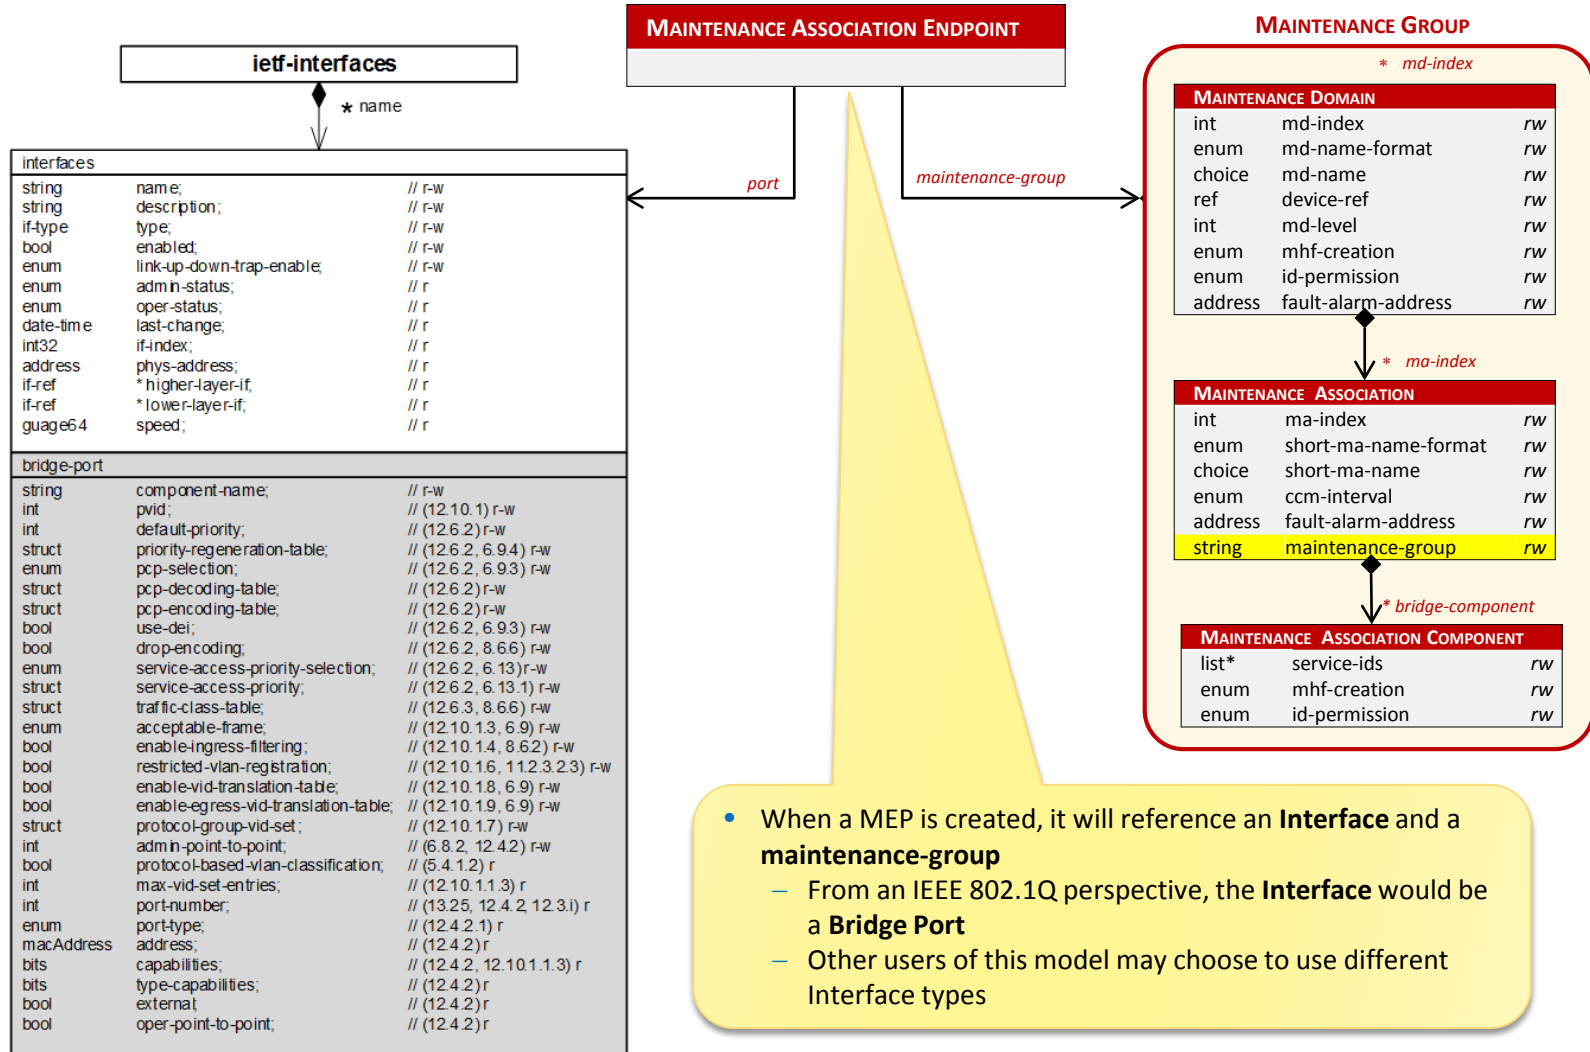 MAINTENANCE ASSOCIATION ENDPOINT
MAINTENANCE GROUP
ietf-interfaces
* name
port
maintenance-group
interfaces
string name; // r-w
string description; // r-w
if-type type; // r-w
bool enabled; // r-w
enum link-up-down-trap-enable; // r-w
enum admin-status; // r
enum oper-status; // r
date-time last-change; // r
int32 if-index; // r
address phys-address; // r
if-ref * higher-layer-if; // r
if-ref * lower-layer-if; // r
guage64 speed; // r
bridge-port
string component-name; // r-w
int pvid; // (12.10.1) r-w
int default-priority; // (12.6.2) r-w
struct priority-regeneration-table; // (12.6.2, 6.9.4) r-w
enum pcp-selection; // (12.6.2, 6.9.3) r-w
struct pcp-decoding-table; // (12.6.2) r-w
struct pcp-encoding-table; // (12.6.2) r-w
bool use-dei; // (12.6.2, 6.9.3) r-w
bool drop-encoding; // (12.6.2, 8.6.6) r-w
enum service-access-priority-selection; // (12.6.2, 6.13) r-w
struct service-access-priority; // (12.6.2, 6.13.1) r-w
struct traffic-class-table; // (12.6.3, 8.6.6) r-w
enum acceptable-frame; // (12.10.1.3, 6.9) r-w
bool enable-ingress-filtering; // (12.10.1.4, 8.6.2) r-w
bool restricted-vlan-registration; // (12.10.1.6, 11.2.3.2.3) r-w
bool enable-vid-translation-table; // (12.10.1.8, 6.9) r-w
bool enable-egress-vid-translation-table; // (12.10.1.9, 6.9) r-w
struct protocol-group-vid-set; // (12.10.1.7) r-w
int admin-point-to-point; // (6.8.2, 12.4.2) r-w
bool protocol-based-vlan-classification; // (5.4.1.2) r
int max-vid-set-entries; // (12.10.1.1.3) r
int port-number; // (13.25, 12.4.2, 12.3.i) r
enum port-type; // (12.4.2.1) r
macAddress address; // (12.4.2) r
bits capabilities; // (12.4.2, 12.10.1.1.3) r
bits type-capabilities; // (12.4.2) r
bool external; // (12.4.2) r
bool oper-point-to-point; // (12.4.2) r
* md-index
MAINTENANCE DOMAIN
int md-index rw
enum md-name-format rw
choice md-name rw
ref device-ref rw
int md-level rw
enum mhf-creation rw
enum id-permission rw
address fault-alarm-address rw
* ma-index
MAINTENANCE ASSOCIATION
int ma-index rw
enum short-ma-name-format rw
choice short-ma-name rw
enum ccm-interval rw
address fault-alarm-address rw
string maintenance-group rw
* bridge-component
MAINTENANCE ASSOCIATION COMPONENT
list* service-ids rw
enum mhf-creation rw
enum id-permission rw
• When a MEP is created, it will reference an Interface and a
maintenance-group
– From an IEEE 802.1Q perspective, the Interface would be
a Bridge Port
– Other users of this model may choose to use different
Interface types